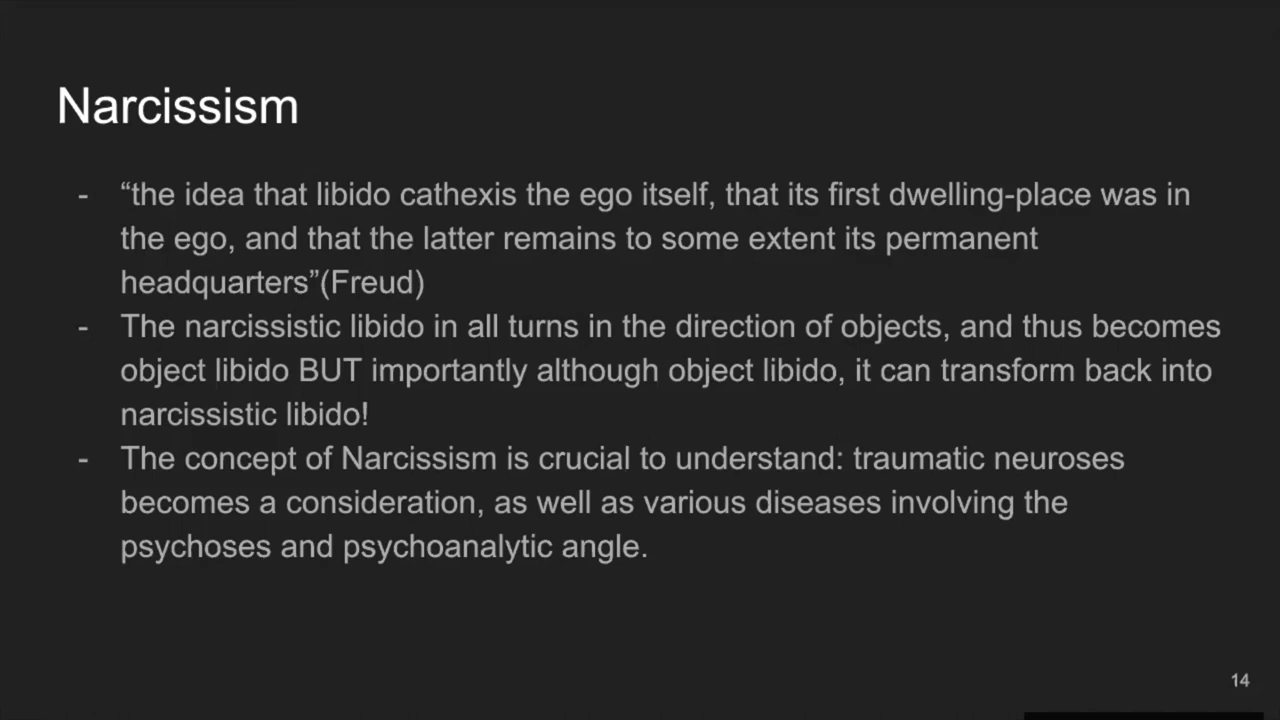 Narcissism
- “the idea that libido cathexis the ego itself, that its first dwelling-place was in
the ego, and that the latter remains to some extent its permanent
headquarters”(Freud)
- The narcissistic libido in all turns in the direction of objects, and thus becomes
object libido BUT importantly although object libido, it can transform back into
narcissistic libido!
- The concept of Narcissism is crucial to understand: traumatic neuroses
becomes a consideration, as well as various diseases involving the
psychoses and psychoanalytic angle.
14